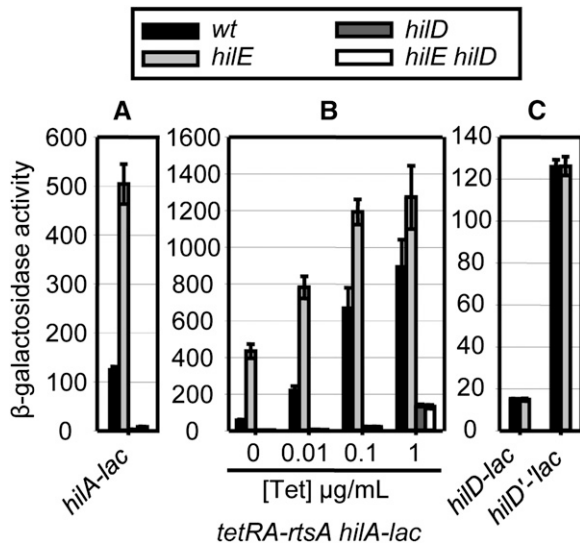 wt hilD
hilE hilE hilD
A B C
β-galactosidase activity
600
500
400
300
200
100
0
hilA-lac
1600
1400
1200
1000
800
600
400
200
0
0 0.01 0.1 1
[Tet] µg/mL
tetRA-rtsA hilA-lac
140
120
100
80
60
40
20
0
hilD-lac
hilD'-'lac